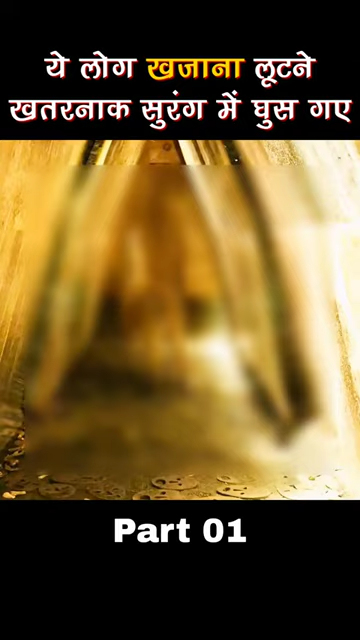 ये लोग खजाना लूटने
खतरनाक सुरंग में घुस गए
Part 01